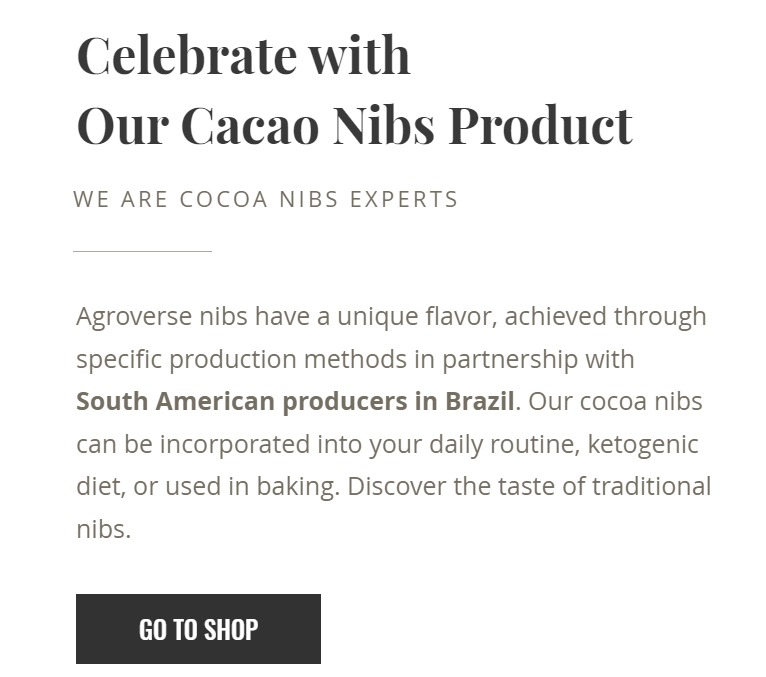 Celebrate with
Our Cacao Nibs Product
WE ARE COCOA NIBS EXPERTS
Agroverse nibs have a unique flavor, achieved through
specific production methods in partnership with
South American producers in Brazil. Our cocoa nibs
can be incorporated into your daily routine, ketogenic
diet, or used in baking. Discover the taste of traditional
nibs.
GO TO SHOP